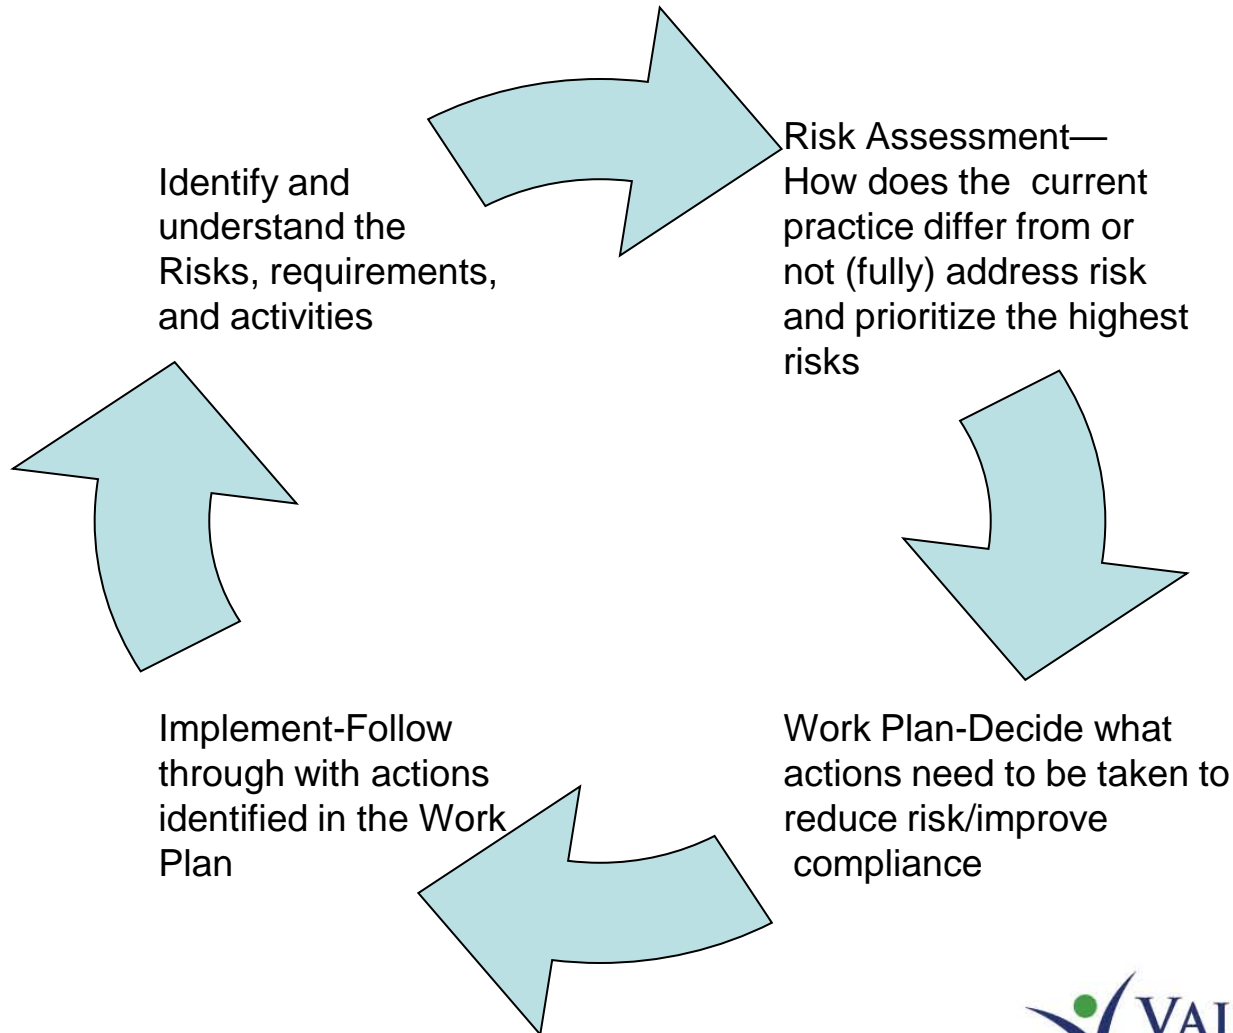 Identify and
understand the
Risks, requirements,
and activities
Risk Assessment—
How does the current
practice differ from or
not (fully) address risk
and prioritize the highest
risks
Work Plan-Decide what
actions need to be taken to
reduce risk/improve
compliance
Implement-Follow
through with actions
identified in the Work
Plan